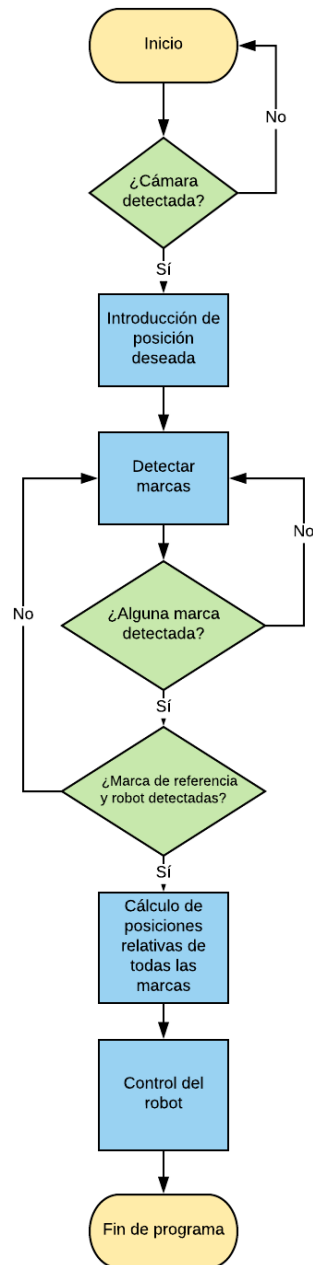 Inicio
No
¿Cámara
detectada?
Sí
Introducción de
posición
deseada
Detectar
marcas
No
No
¿Alguna marca
detectada?
Sí
¿Marca de referencia
y robot detectadas?
Sí
Cálculo de
posiciones
relativas de
todas las
marcas
Control del
robot
Fin de programa